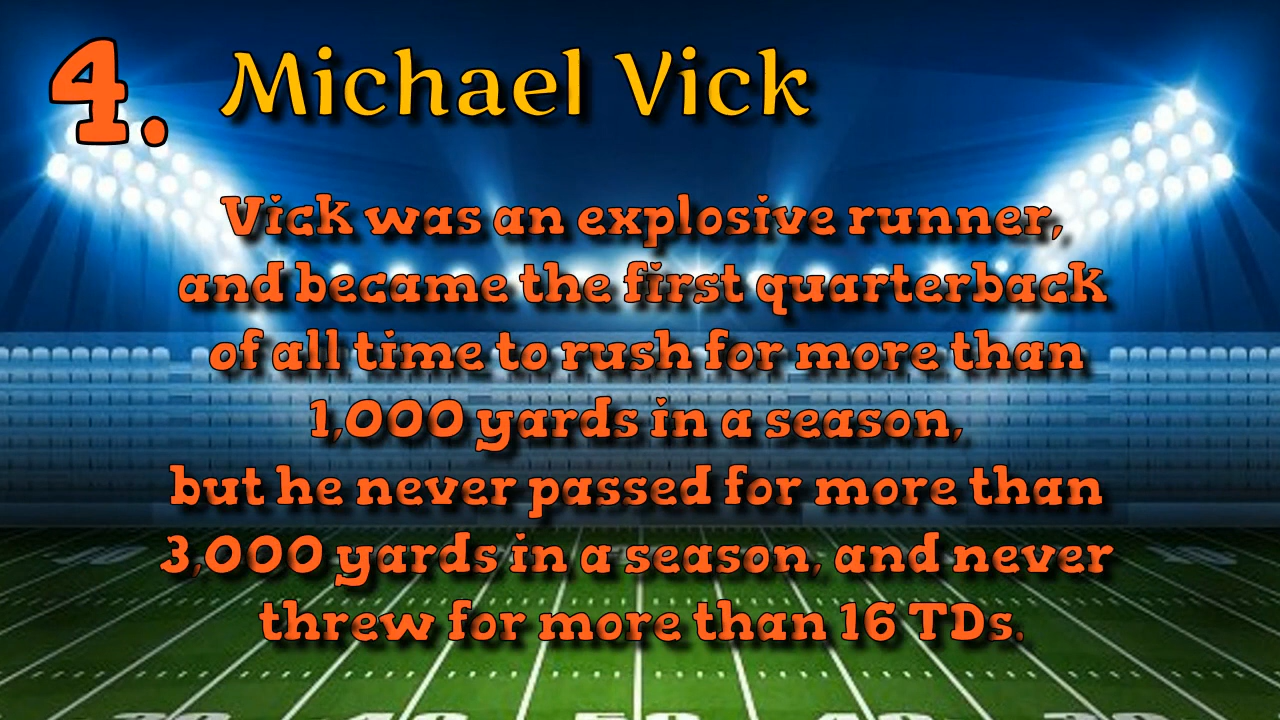 4. Michael Vick
Vick was an explosive runner,
and became the first quarterback
of all time to rush for more than
1,000 yards in a season,
but he never passed for more than
3,000 yards in a season, and never
threw for more than 16 TDs.
50